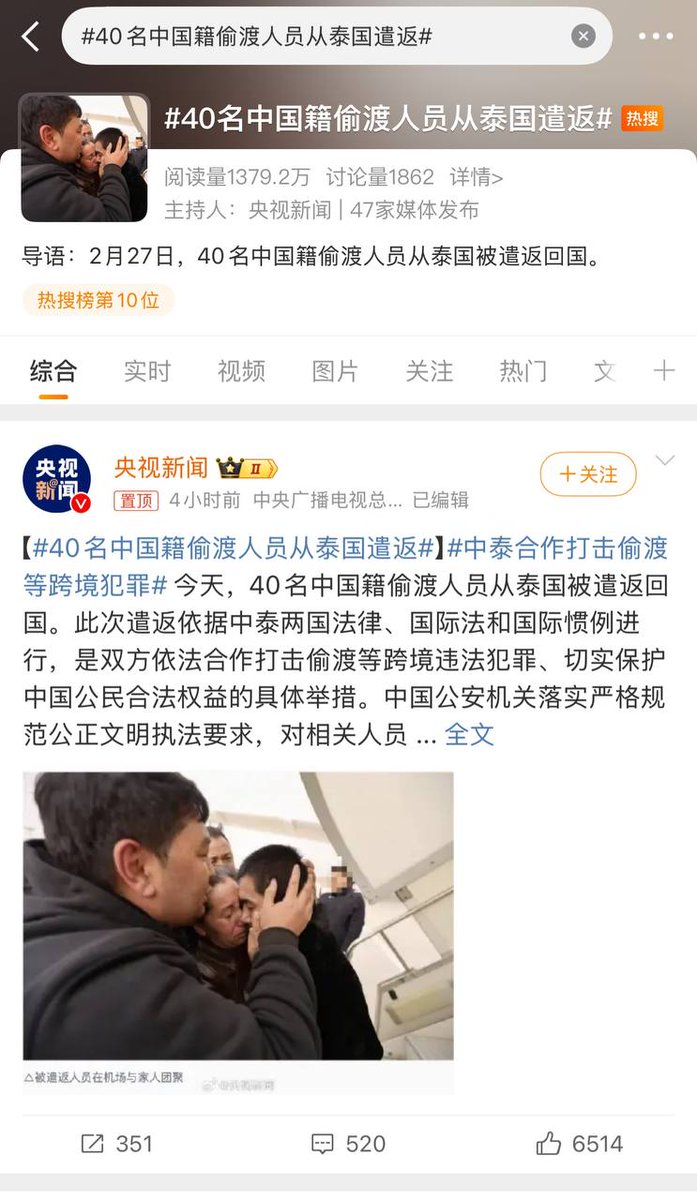 #40名中国籍偷渡人员从泰国遣返#
#40名中国籍偷渡人员从泰国遣返# 热搜
阅读量1379.2万 讨论量1862 详情>
主持人：央视新闻 | 47家媒体发布
导语：2月27日，40名中国籍偷渡人员从泰国被遣返回国。
热搜榜第10位
综合 实时 视频 图片 关注 热门 文
央视
新闻
央视新闻 II
+关注
置顶 4小时前 中央广播电视总... 已编辑
【#40名中国籍偷渡人员从泰国遣返#】#中泰合作打击偷渡
等跨境犯罪# 今天，40名中国籍偷渡人员从泰国被遣返回
国。此次遣返依据中泰两国法律、国际法和国际惯例进
行，是双方依法合作打击偷渡等跨境违法犯罪、切实保护
中国公民合法权益的具体举措。中国公安机关落实严格规
范公正文明执法要求，对相关人员 ... 全文
△被遣返人员在机场与家人团聚
@央视新闻
351 520 6514